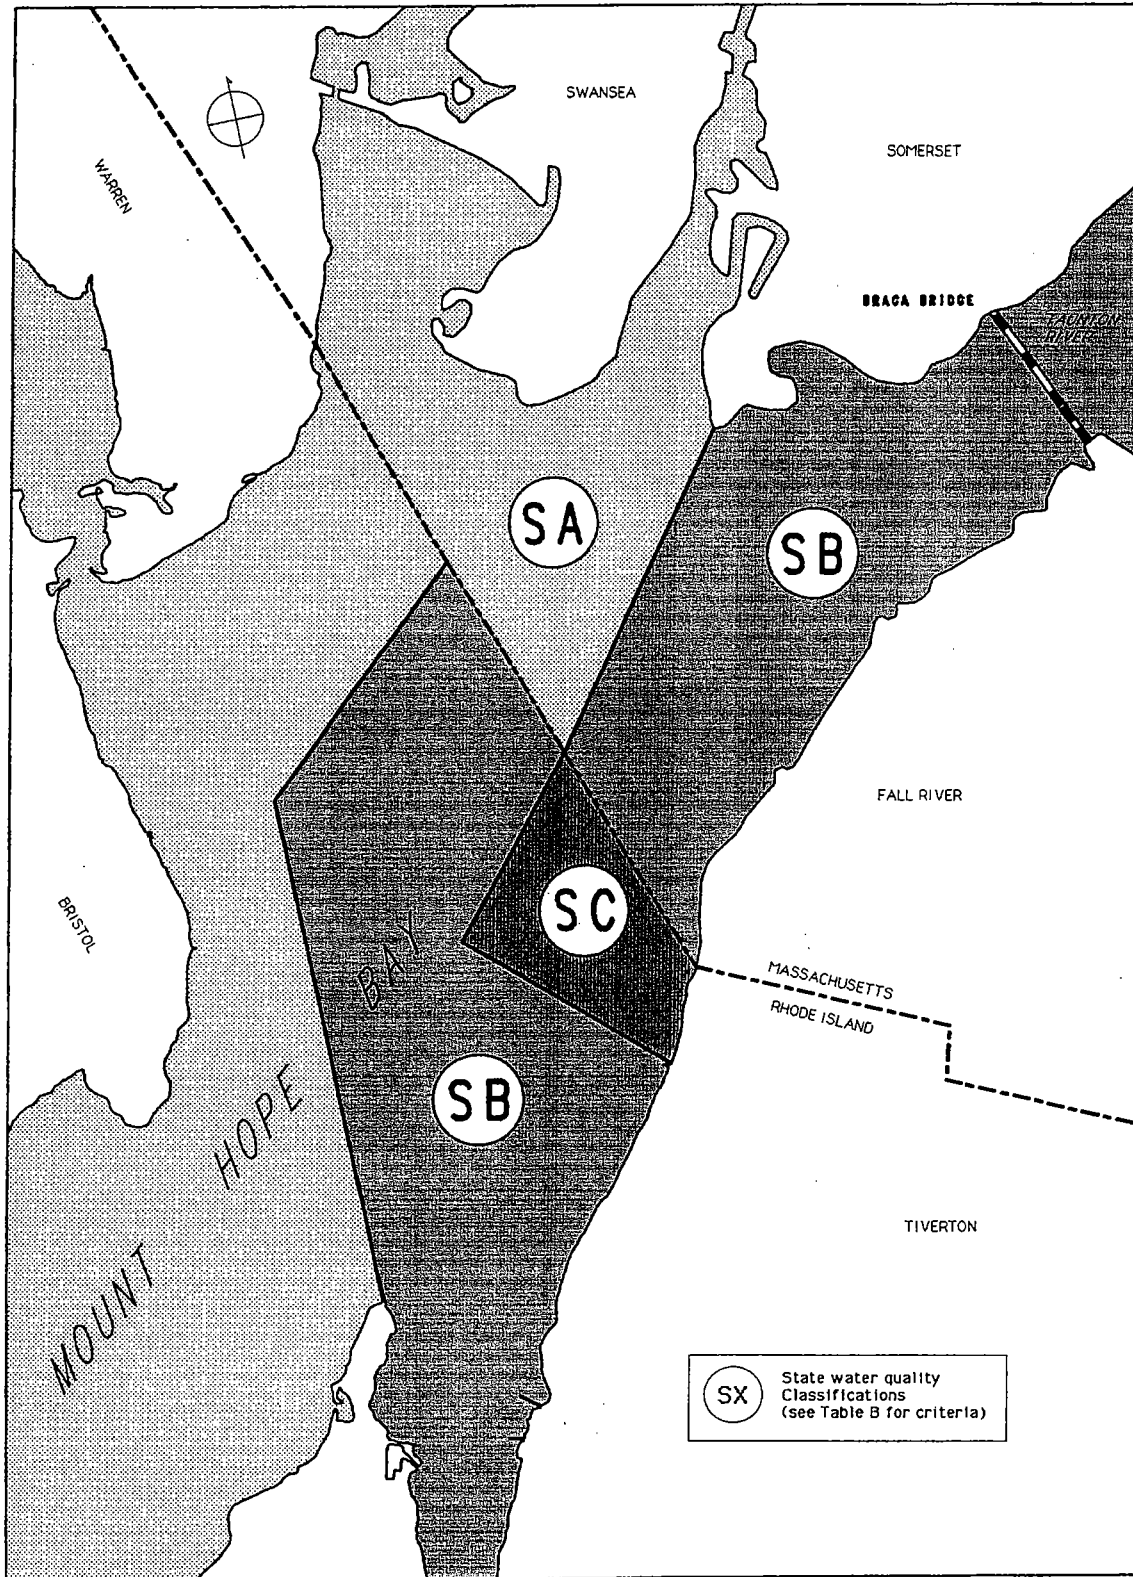 SWANSEA
SOMERSET
WARREN
BRAGA BRIDGE
TAUNTON
RIVER
SA
SB
FALL RIVER
SC
BRISTOL
MASSACHUSETTS
RHODE ISLAND
SB
MOUNT HOPE BAY
TIVERTON
SX
State water quality
Classifications
(see Table B for criteria)